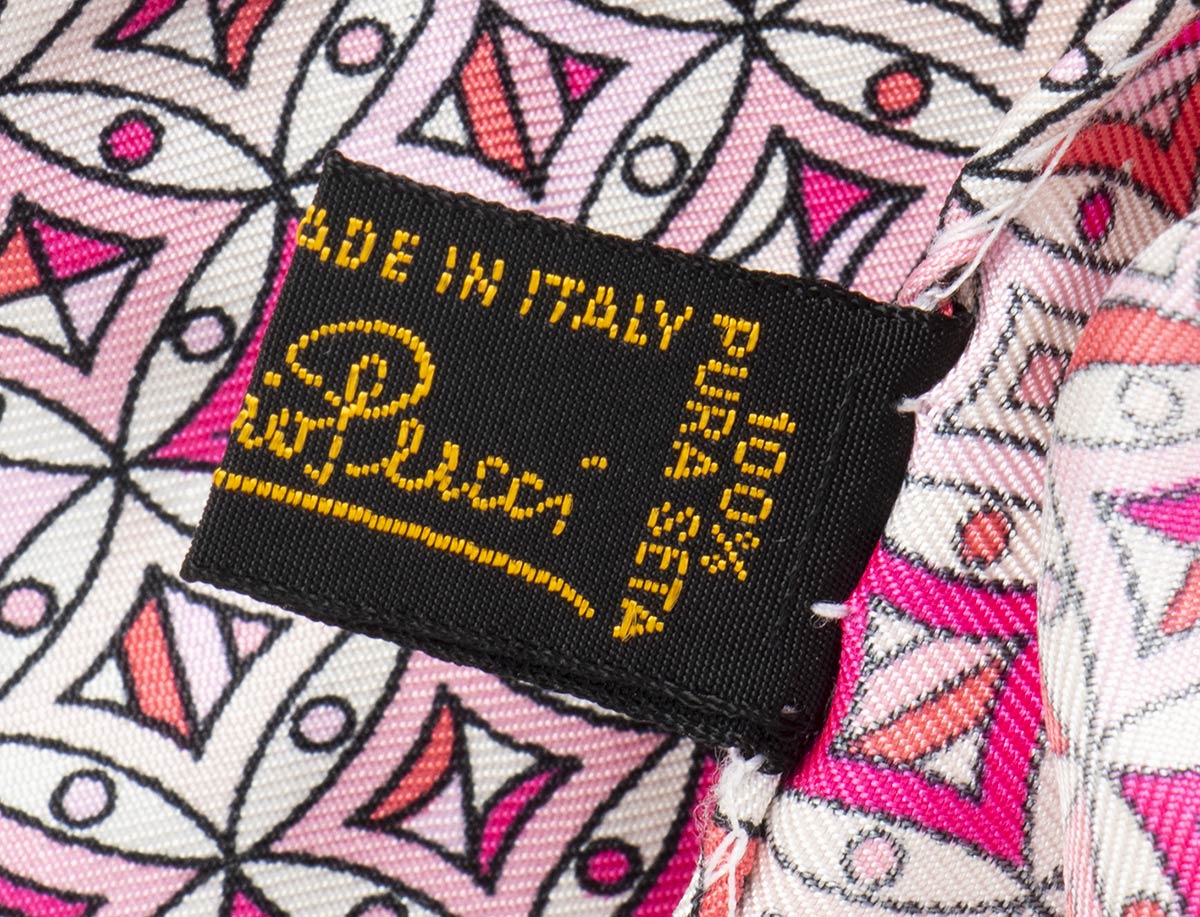 ADE IN ITALY
Pucci
100%
PURA SETA